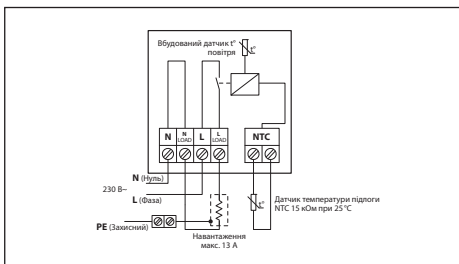 Вбудований датчик t°
повітря
t°
N
N
LOAD
L
L
LOAD
NTC
N (Нуль)
230 В~
L (Фаза)
PE (Захисний)
t°
Датчик температури підлоги
NTC 15 кОм при 25 °C
Навантаження
макс. 13 А